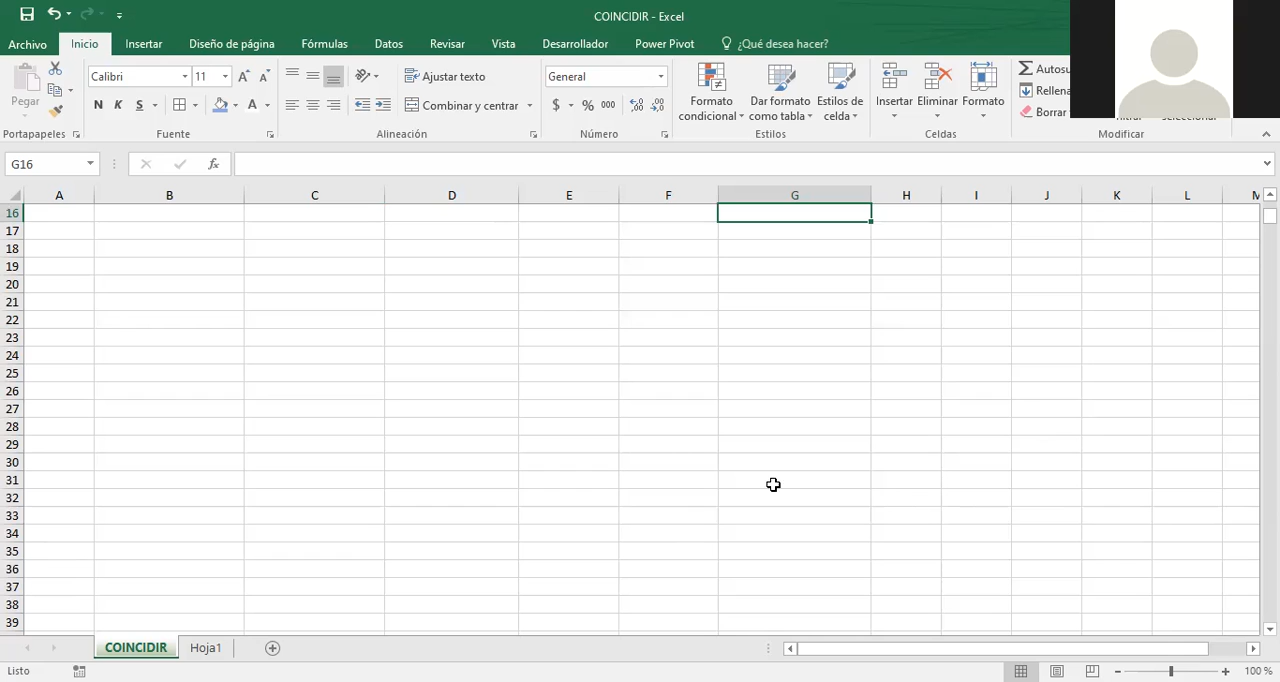 COINCIDIR - Excel
Archivo Inicio Insertar Diseño de página Fórmulas Datos Revisar Vista Desarrollador Power Pivot ¿Qué desea hacer?
Pegar
Calibri 11
N K S
Ajustar texto
Combinar y centrar
General
$ % 000
Formato condicional
Dar formato como tabla
Estilos de celda
Insertar Eliminar Formato
Autosu
Rellena
Borrar
Portapapeles Fuente Alineación Número Estilos Celdas Modificar
G16 fx
A B C D E F G H I J K L M
16
17
18
19
20
21
22
23
24
25
26
27
28
29
30
31
32
33
34
35
36
37
38
39
COINCIDIR Hoja1
Listo 100 %